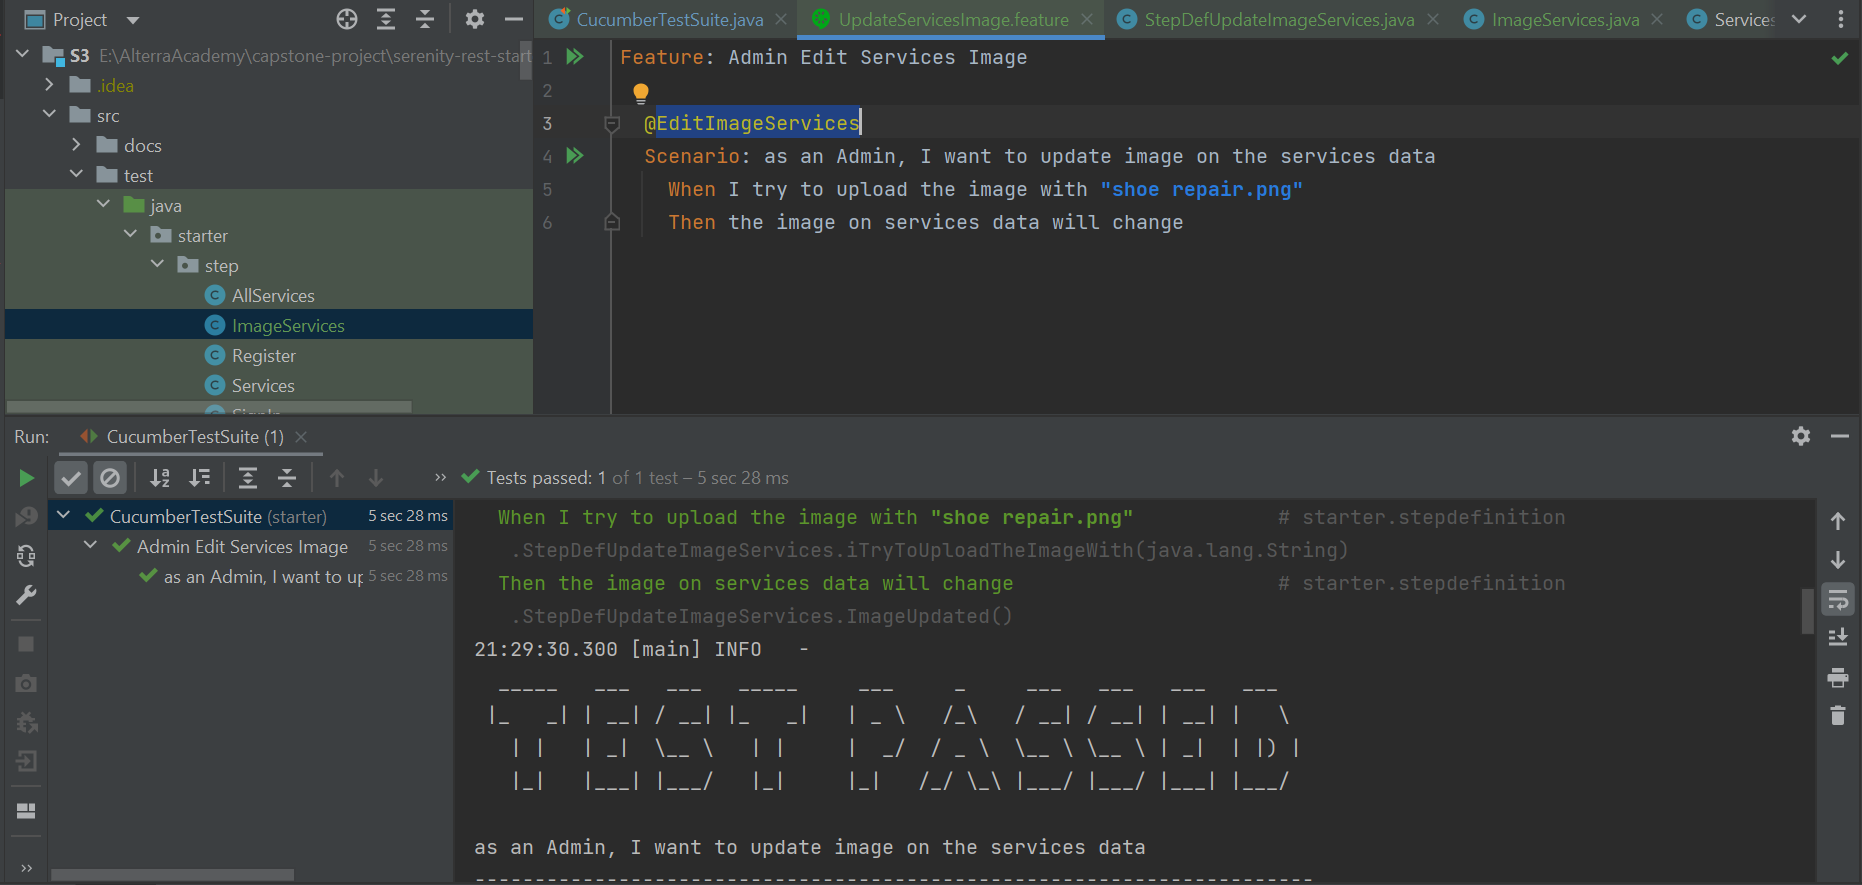 Project
CucumberTestSuite.java
UpdateServicesImage.feature
StepDefUpdateImageServices.java
ImageServices.java
Services
S3 E:\AlterraAcademy\capstone-project\serenity-rest-start
.idea
src
docs
test
java
starter
step
AllServices
ImageServices
Register
Services
SignIn
1 Feature: Admin Edit Services Image
2
3 @EditImageServices
4 Scenario: as an Admin, I want to update image on the services data
5 When I try to upload the image with "shoe repair.png"
6 Then the image on services data will change
Run: CucumberTestSuite (1)
Tests passed: 1 of 1 test – 5 sec 28 ms
CucumberTestSuite (starter) 5 sec 28 ms
Admin Edit Services Image 5 sec 28 ms
as an Admin, I want to up 5 sec 28 ms
When I try to upload the image with "shoe repair.png" # starter.stepdefinition
.StepDefUpdateImageServices.iTryToUploadTheImageWith(java.lang.String)
Then the image on services data will change # starter.stepdefinition
.StepDefUpdateImageServices.ImageUpdated()
21:29:30.300 [main] INFO -
TEST PASSED
as an Admin, I want to update image on the services data
----------------------------------------------------------------------